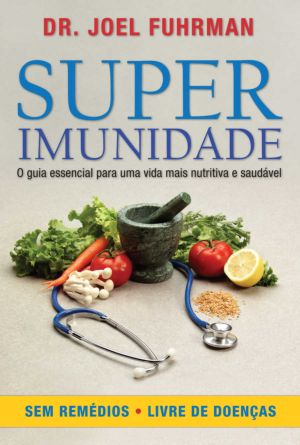 DR. JOEL FUHRMAN
SUPER
IMUNIDADE
O guia essencial para uma vida mais nutritiva e saudável
SEM REMÉDIOS • LIVRE DE DOENÇAS